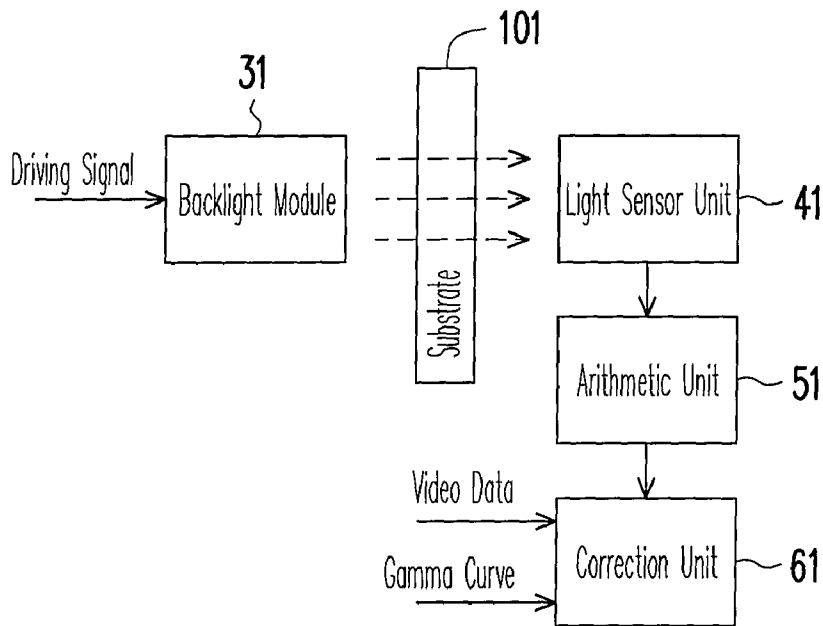 101
31
Driving Signal
Backlight Module
Substrate
Light Sensor Unit
41
Arithmetic Unit
51
Video Data
Gamma Curve
Correction Unit
61